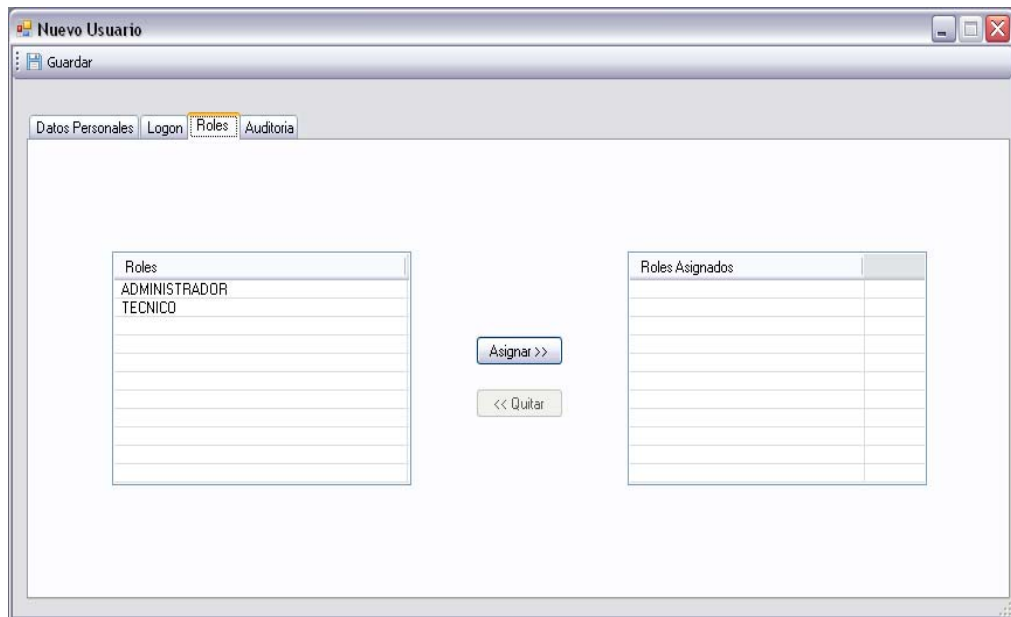 Nuevo Usuario
Guardar
Datos Personales Logon Roles Auditoria
Roles Roles Asignados
ADMINISTRADOR
TECNICO
Asignar >>
<< Quitar